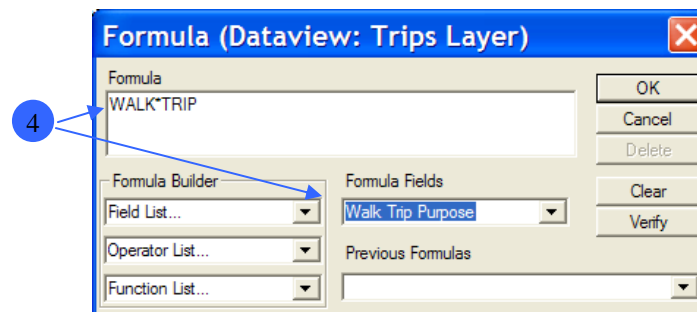 Formula (Dataview: Trips Layer)
Formula
WALK*TRIP
OK
Cancel
Delete
4
Formula Builder
Formula Fields
Clear
Field List...
Walk Trip Purpose
Verify
Operator List...
Previous Formulas
Function List...